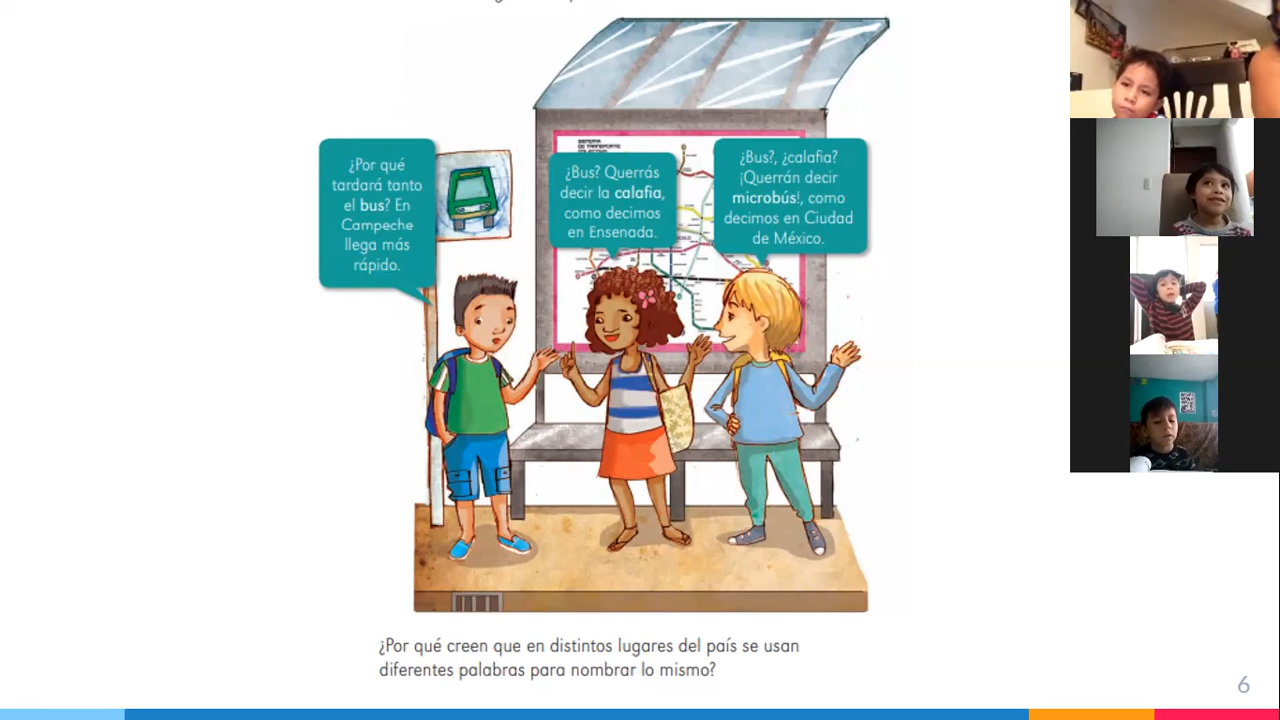 ¿Por qué
tardará tanto
el bus? En
Campeche
llega más
rápido.
¿Bus? Querrás
decir la calafia,
como decimos
en Ensenada.
¿Bus?, ¿calafia?
¡Querrán decir
microbús!, como
decimos en Ciudad
de México.
¿Por qué creen que en distintos lugares del país se usan
diferentes palabras para nombrar lo mismo?
6